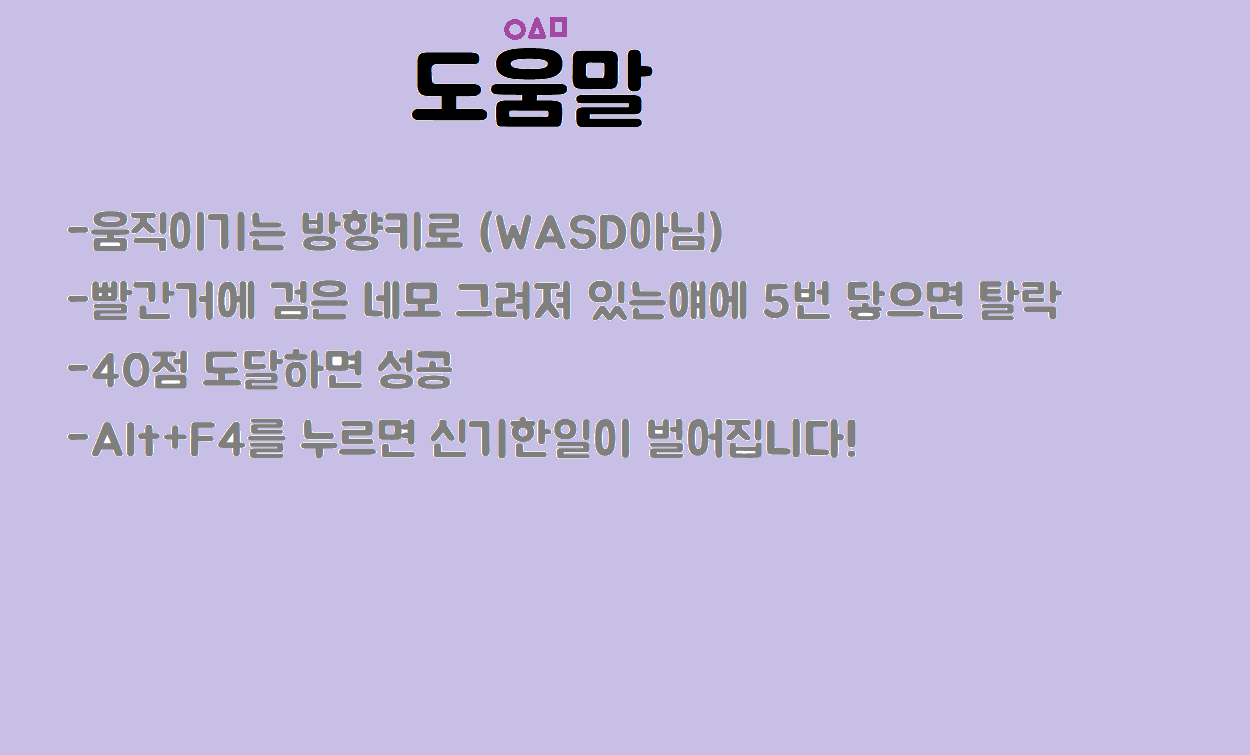 도움말
-움직이기는 방향키로 (WASD아님)
-빨간거에 검은 네모 그려져 있는얘에 5번 닿으면 탈락
-40점 도달하면 성공
-Alt+F4를 누르면 신기한일이 벌어집니다!